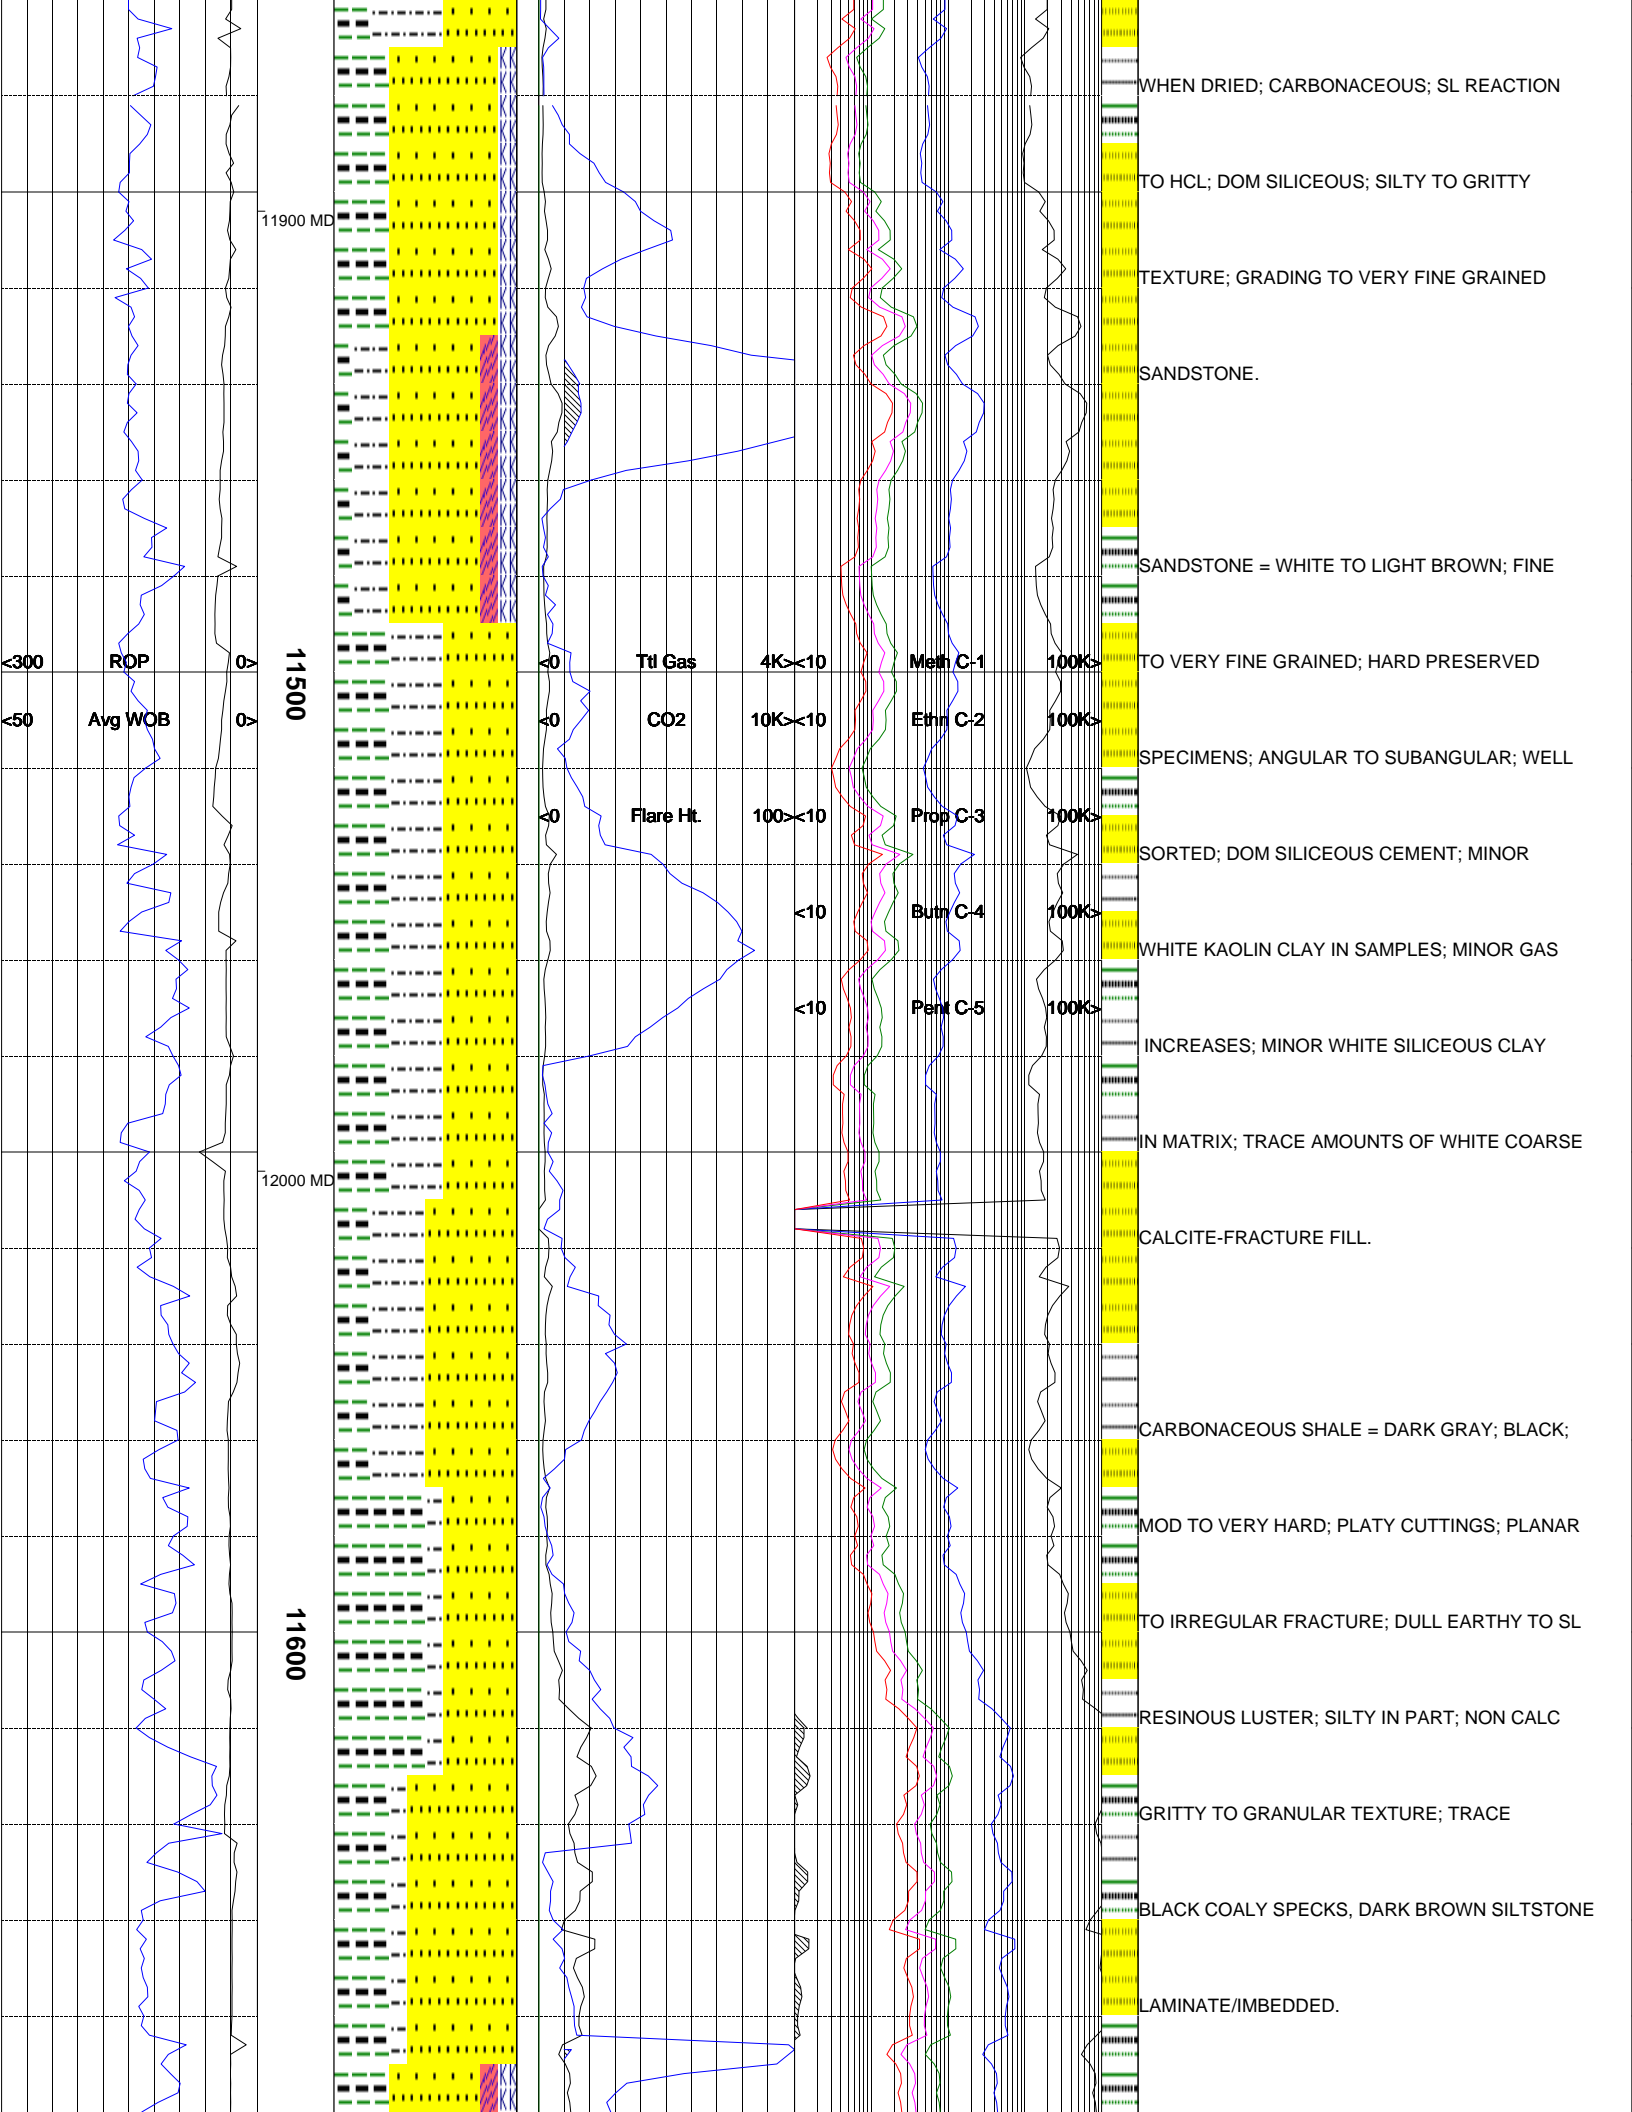 WHEN DRIED; CARBONACEOUS; SL REACTION
TO HCL; DOM SILICEOUS; SILTY TO GRITTY
11900 MD
TEXTURE; GRADING TO VERY FINE GRAINED
SANDSTONE.
SANDSTONE = WHITE TO LIGHT BROWN; FINE
<300 ROP 0>
11500
<0 Ttl Gas 4K>
<10 Meth C-1 100K>
TO VERY FINE GRAINED; HARD PRESERVED
<50 Avg WOB 0>
<0 CO2 10K>
<10 Ethn C-2 100K>
SPECIMENS; ANGULAR TO SUBANGULAR; WELL
<0 Flare Ht. 100>
<10 Prop C-3 100K>
SORTED; DOM SILICEOUS CEMENT; MINOR
<10 Butn C-4 100K>
WHITE KAOLIN CLAY IN SAMPLES; MINOR GAS
<10 Pent C-5 100K>
INCREASES; MINOR WHITE SILICEOUS CLAY
IN MATRIX; TRACE AMOUNTS OF WHITE COARSE
12000 MD
CALCITE-FRACTURE FILL.
CARBONACEOUS SHALE = DARK GRAY; BLACK;
MOD TO VERY HARD; PLATY CUTTINGS; PLANAR
11600
TO IRREGULAR FRACTURE; DULL EARTHY TO SL
RESINOUS LUSTER; SILTY IN PART; NON CALC
GRITTY TO GRANULAR TEXTURE; TRACE
BLACK COALY SPECKS, DARK BROWN SILTSTONE
LAMINATE/IMBEDDED.